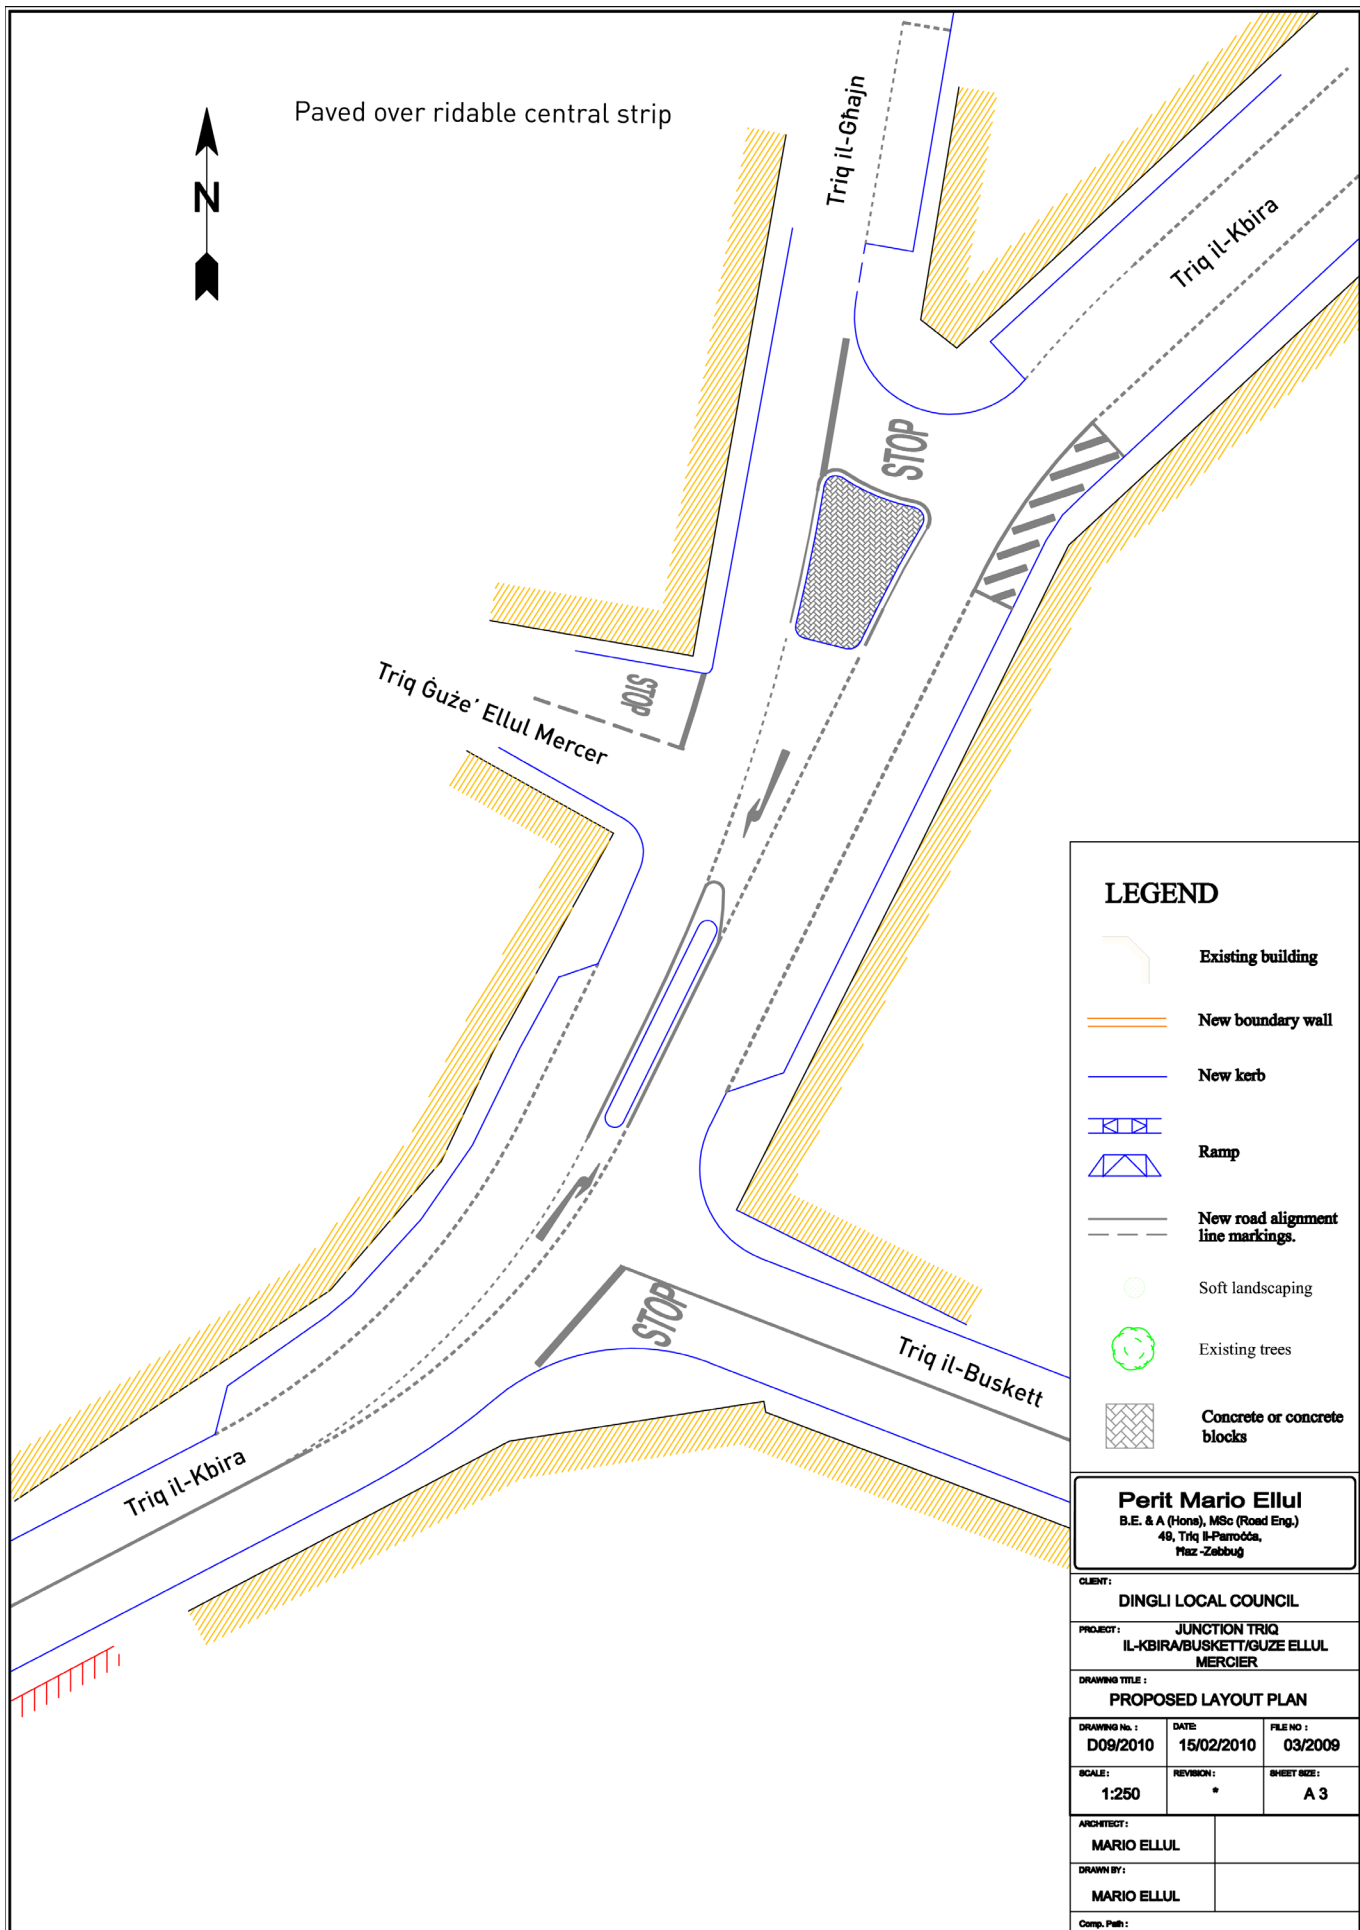 Paved over ridable central strip
N
Triq il-Għajn
Triq il-Kbira
STOP
STOP
Triq Ġuże' Ellul Mercer
STOP
Triq il-Buskett
Triq il-Kbira
LEGEND
Existing building
New boundary wall
New kerb
Ramp
New road alignment
line markings.
Soft landscaping
Existing trees
Concrete or concrete
blocks
Perit Mario Ellul
B.E. & A (Hons), MSc (Road Eng.)
49, Triq Il-Parroċċa,
Ħaz -Zebbuġ
CLIENT :
DINGLI LOCAL COUNCIL
PROJECT :
JUNCTION TRIQ
IL-KBIRA/BUSKETT/GUZE ELLUL
MERCIER
DRAWING TITLE :
PROPOSED LAYOUT PLAN
DRAWING No. :
D09/2010
DATE:
15/02/2010
FILE NO :
03/2009
SCALE :
1:250
REVISION :
*
SHEET SIZE :
A 3
ARCHITECT :
MARIO ELLUL
DRAWN BY :
MARIO ELLUL
Comp. Path :